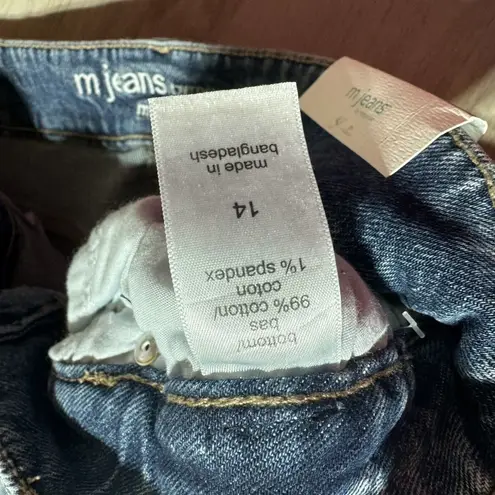 m jeans
m jeans
bottom/
bas
99% cotton/
coton
1% spandex
14
made in
bangladesh